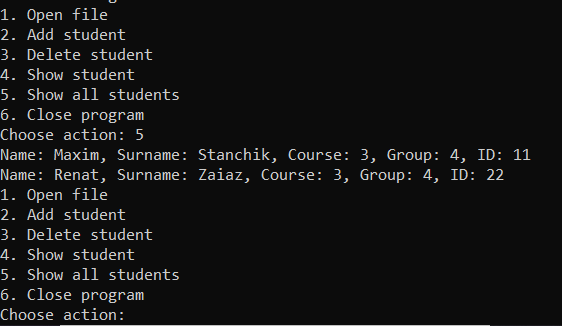 1. Open file
2. Add student
3. Delete student
4. Show student
5. Show all students
6. Close program
Choose action: 5
Name: Maxim, Surname: Stanchik, Course: 3, Group: 4, ID: 11
Name: Renat, Surname: Zaiaz, Course: 3, Group: 4, ID: 22
1. Open file
2. Add student
3. Delete student
4. Show student
5. Show all students
6. Close program
Choose action: